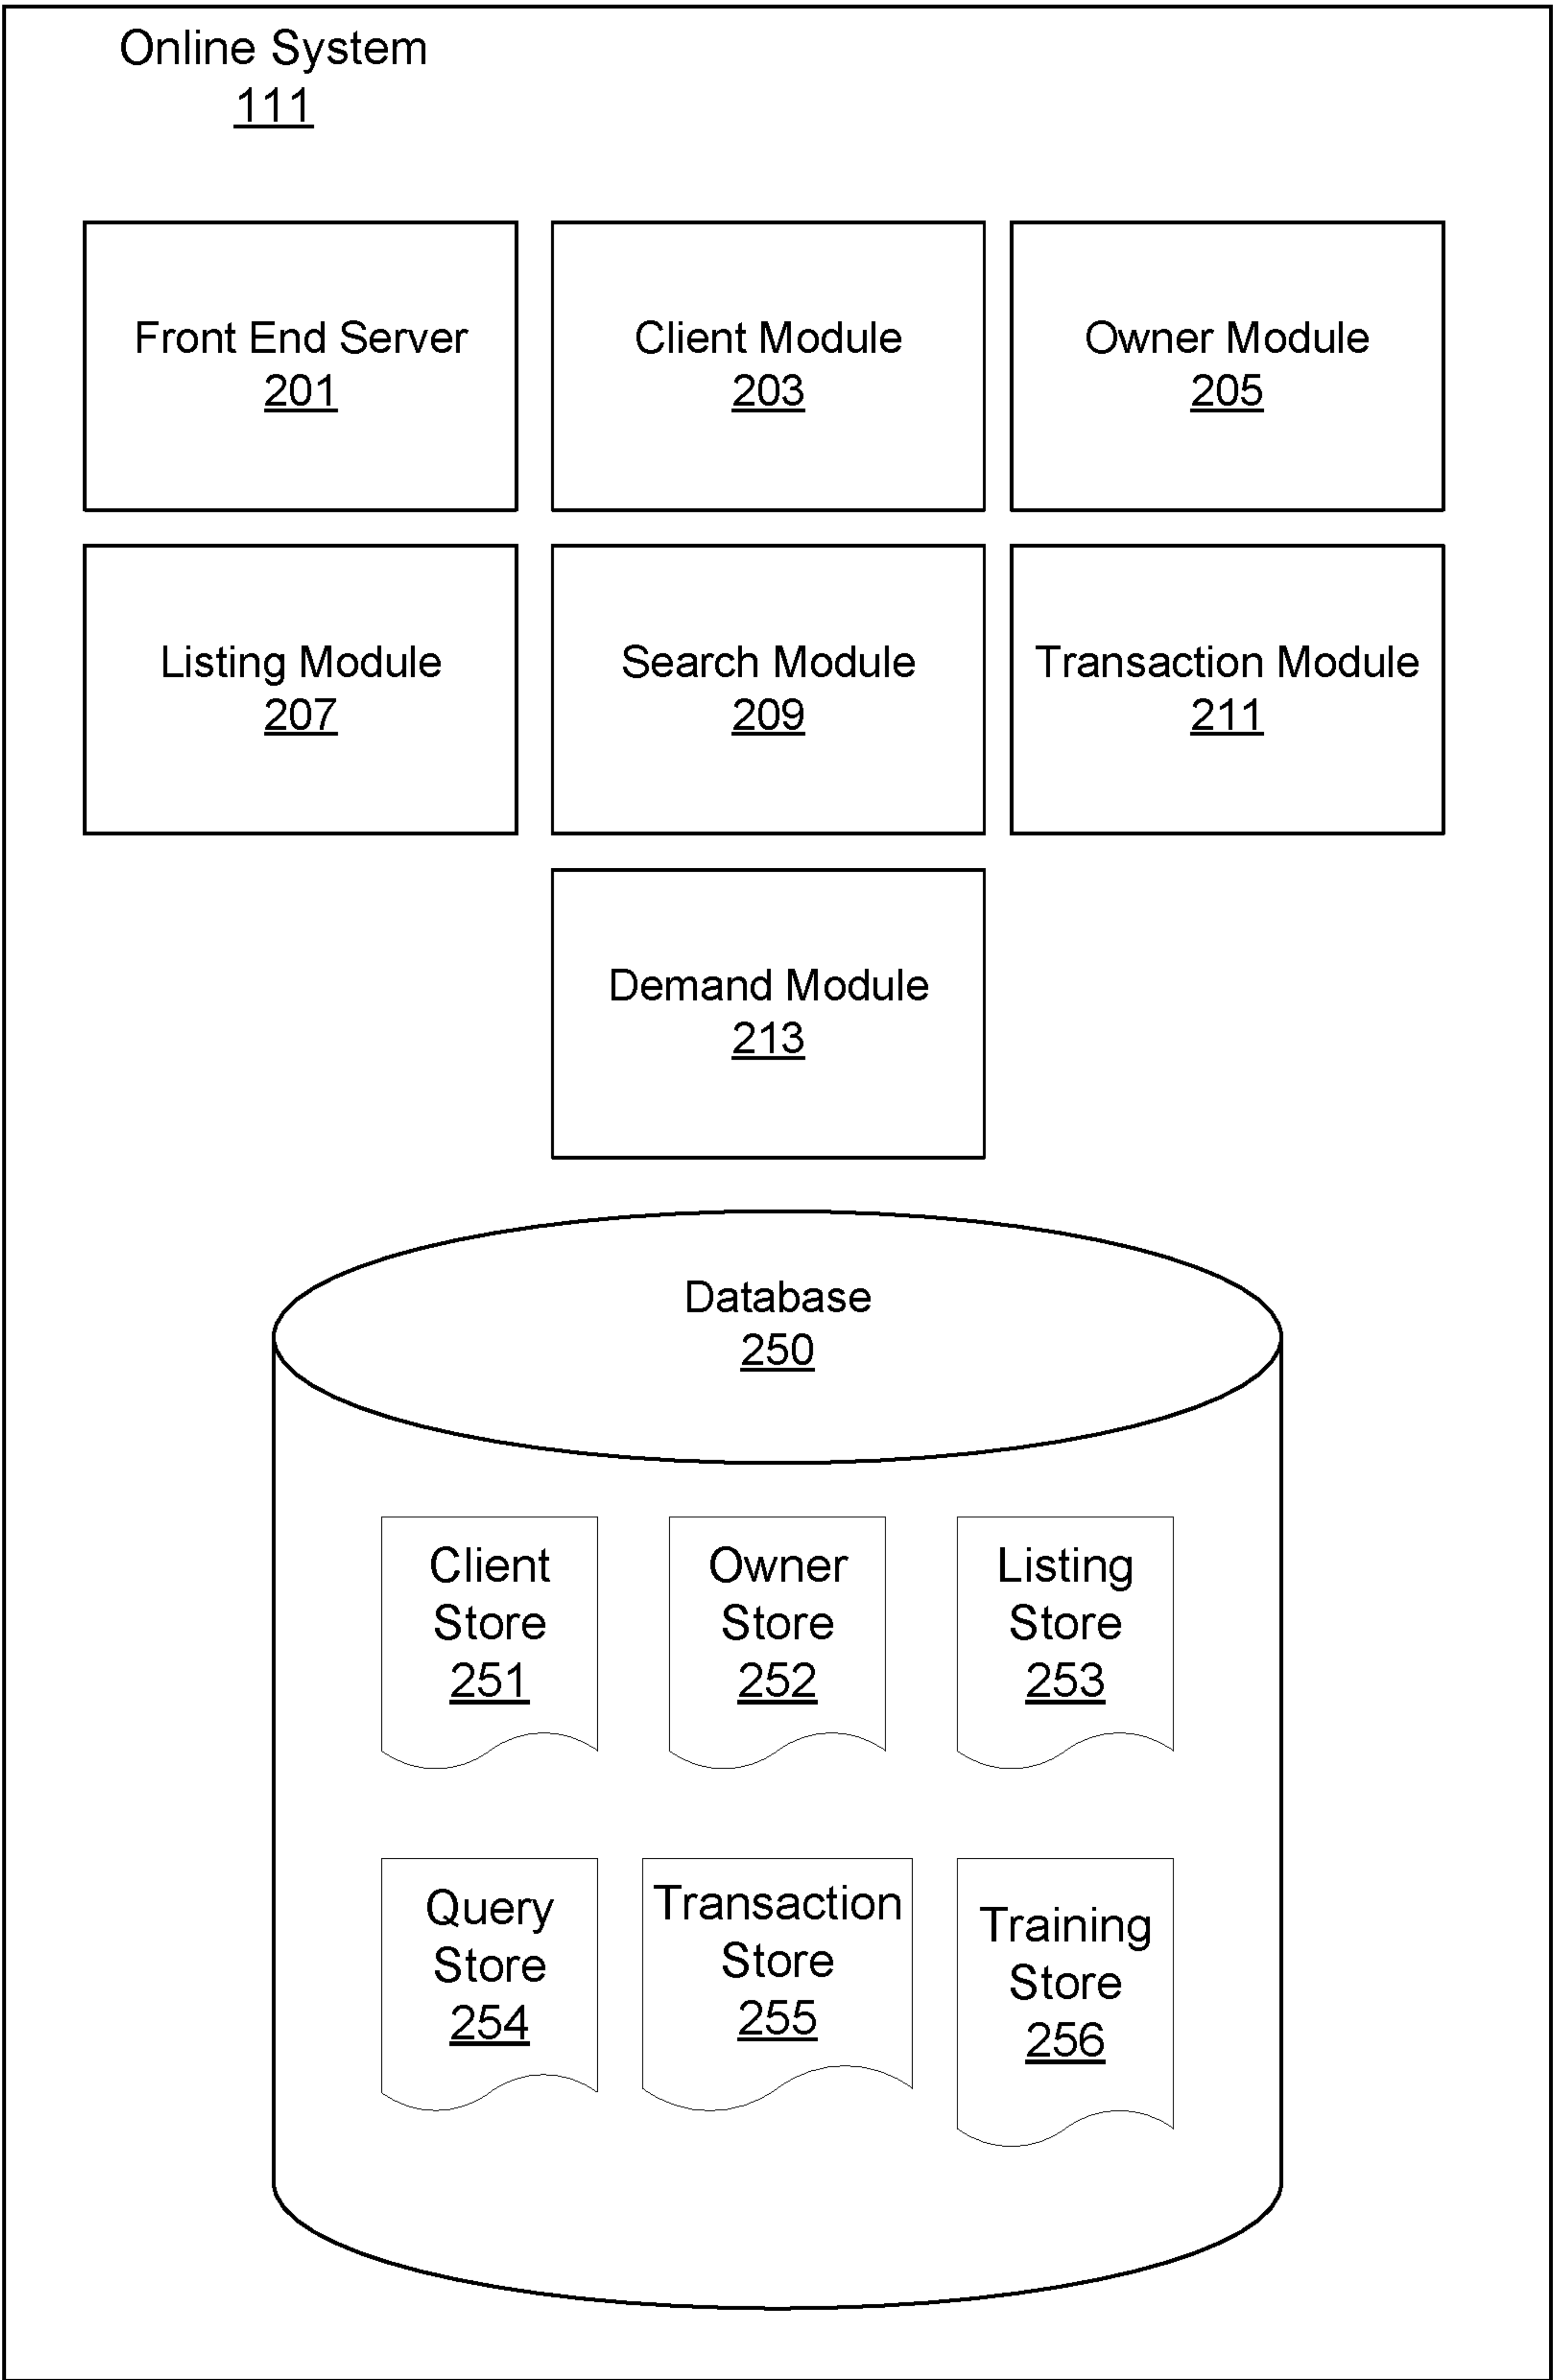 Online System
111
Front End Server
201
Client Module
203
Owner Module
205
Listing Module
207
Search Module
209
Transaction Module
211
Demand Module
213
Database
250
Client
Store
251
Owner
Store
252
Listing
Store
253
Query
Store
254
Transaction
Store
255
Training
Store
256